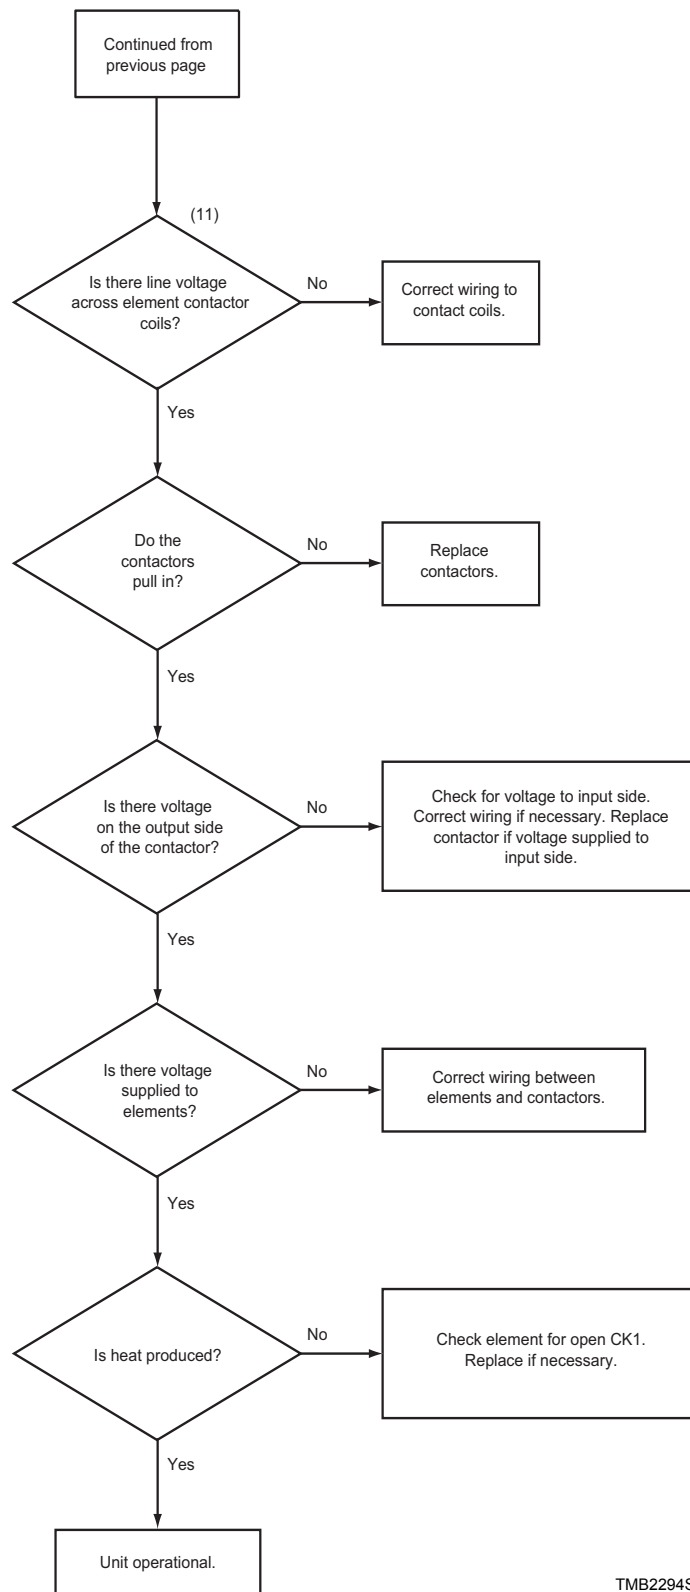 Continued from
previous page
(11)
Is there line voltage
across element contactor
coils?
No
Correct wiring to
contact coils.
Yes
Do the
contactors
pull in?
No
Replace
contactors.
Yes
Is there voltage
on the output side
of the contactor?
No
Check for voltage to input side.
Correct wiring if necessary. Replace
contactor if voltage supplied to
input side.
Yes
Is there voltage
supplied to
elements?
No
Correct wiring between
elements and contactors.
Yes
Is heat produced?
No
Check element for open CK1.
Replace if necessary.
Yes
Unit operational.
TMB2294S